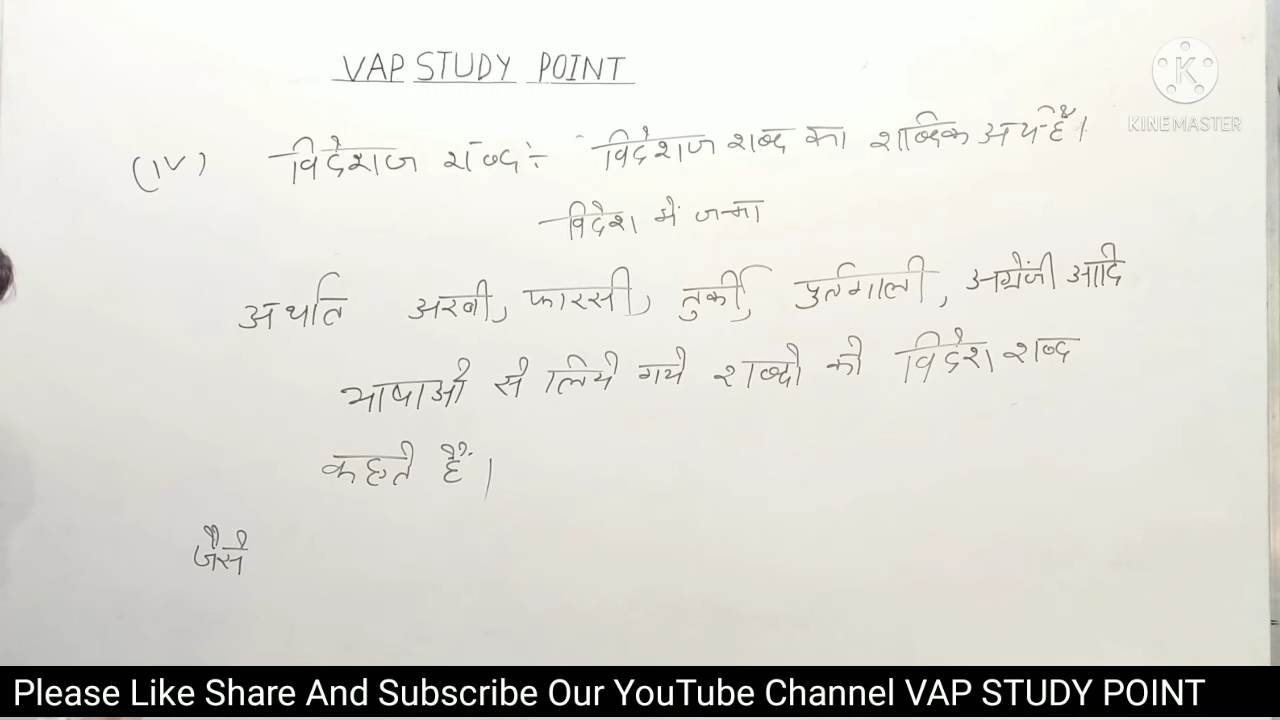 VAP STUDY POINT
K
KINEMASTER
(IV) विदेशज शब्द :- विदेशज शब्द का शाब्दिक अर्थ है।
विदेश में जन्मा
अर्थात अरबी, फारसी, तुर्की, पुर्तगाली, अग्रेंजी आदि
भाषाओ से लिये गये शब्दो को विदेश शब्द
कहते हैं।
जैसे
Please Like Share And Subscribe Our YouTube Channel VAP STUDY POINT